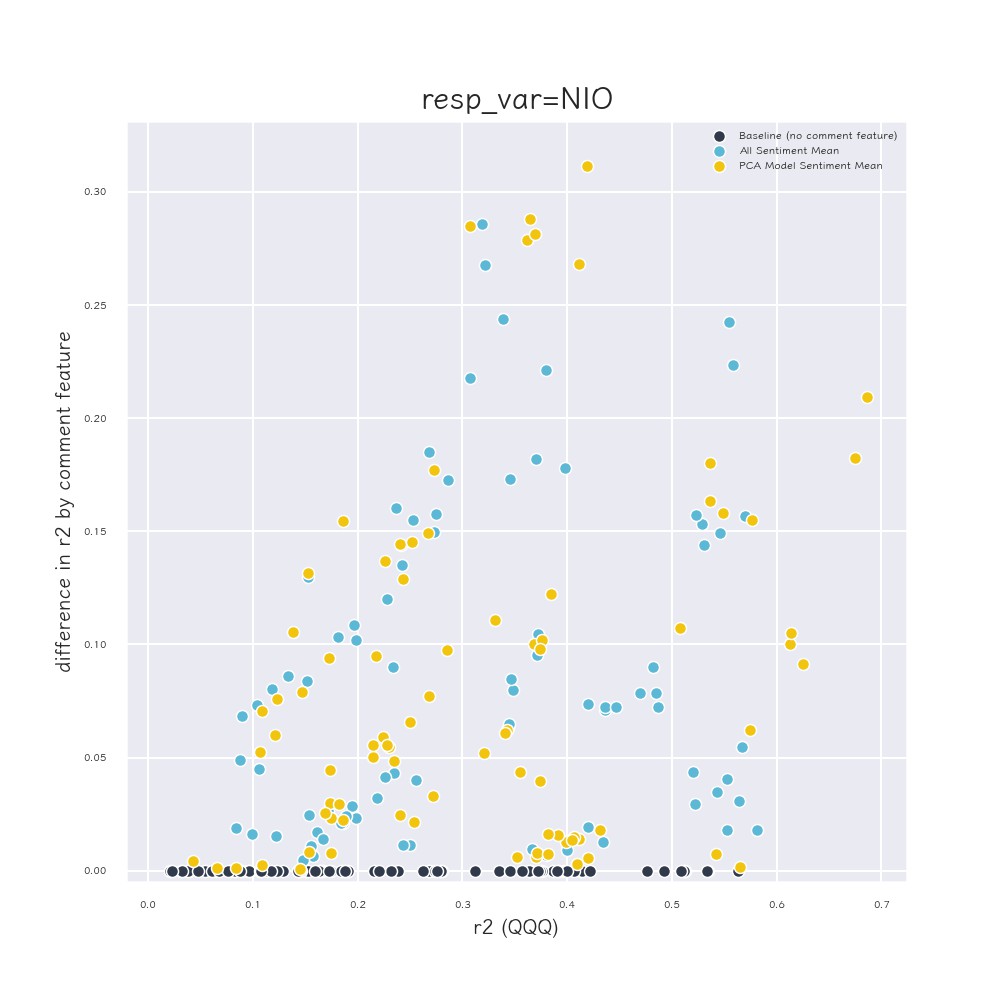 resp_var=NIO
Baseline (no comment feature)
All Sentiment Mean
PCA Model Sentiment Mean
difference in r2 by comment feature
0.30
0.25
0.20
0.15
0.10
0.05
0.00
0.0 0.1 0.2 0.3 0.4 0.5 0.6 0.7
r2 (QQQ)